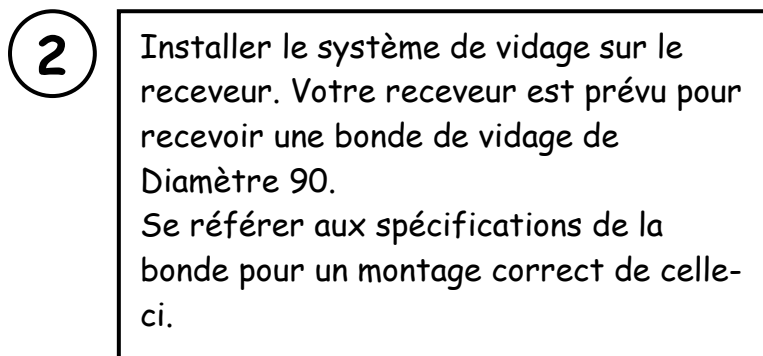 2
Installer le système de vidage sur le
receveur. Votre receveur est prévu pour
recevoir une bonde de vidage de
Diamètre 90.
Se référer aux spécifications de la
bonde pour un montage correct de celle-
ci.